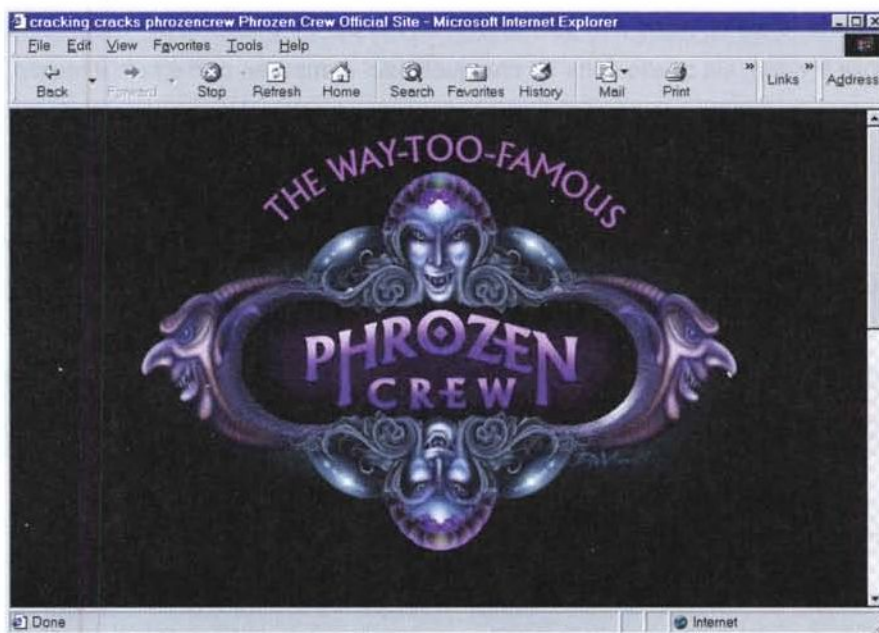 cracking cracks phrozencrew Phrozen Crew Official Site - Microsoft Internet Explorer
File Edit View Favorites Tools Help
Back Forward Stop Refresh Home Search Favorites History Mail Print » Links » Address
THE WAY-TOO-FAMOUS
PHROZEN
CREW
Done Internet